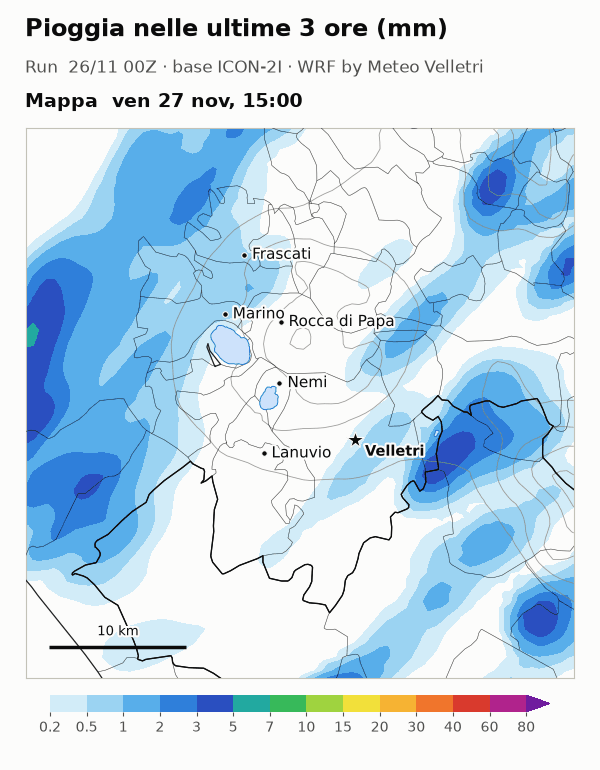 Pioggia nelle ultime 3 ore (mm)
Run  26/11 00Z · base ICON-2I · WRF by Meteo Velletri
Mappa  ven 27 nov, 15:00
Frascati
Marino
Rocca di Papa
Nemi
Velletri
Lanuvio
10 km
0.2 0.5 1 2 3 5 7 10 15 20 30 40 60 80